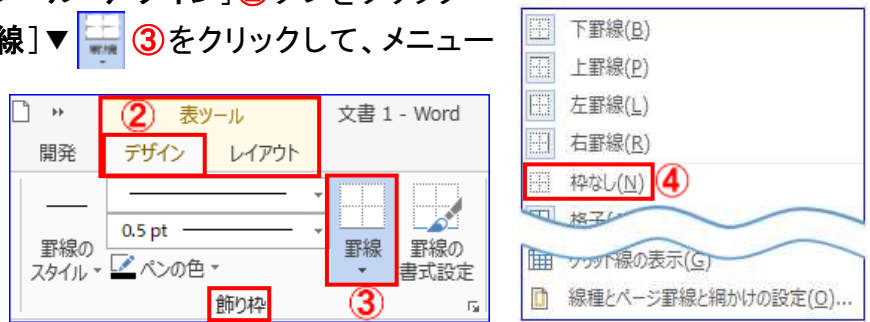 線]▼ 罫線 ③をクリックして、メニュー
② 表ツール
文書 1 - Word
開発 デザイン レイアウト
0.5 pt
罫線の
スタイル
ペンの色
罫線
罫線の
書式設定
飾り枠
③
下罫線(B)
上罫線(P)
左罫線(L)
右罫線(R)
枠なし(N) ④
線種とページ罫線と網かけの設定(O)...